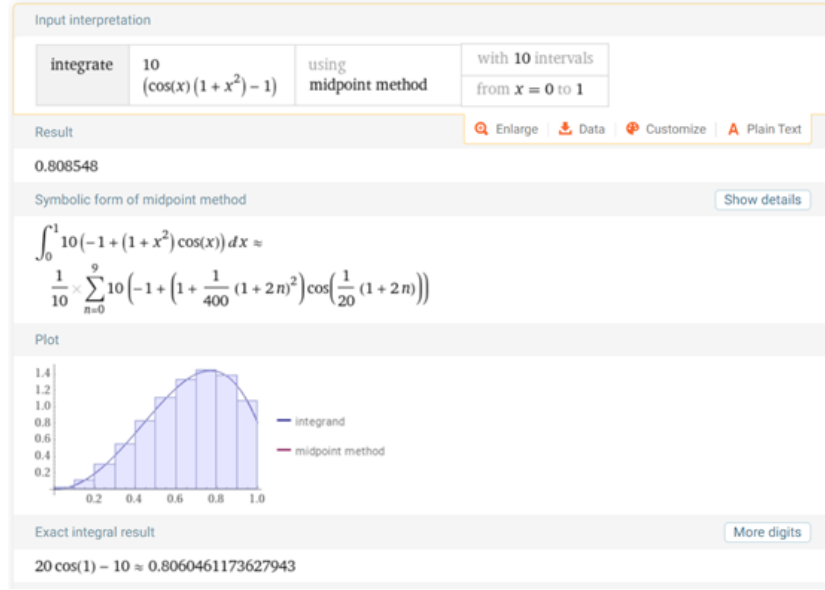 Input interpretation
integrate 10 using with 10 intervals
(cos(x) (1 + x²) − 1) midpoint method from x = 0 to 1
Enlarge Data Customize A Plain Text
Result
0.808548
Symbolic form of midpoint method Show details
∫₀¹ 10 (−1 + (1 + x²) cos(x)) dx ≈
1/10 × ∑_{n=0}^{9} 10 (−1 + (1 + 1/400 (1 + 2 n)²) cos(1/20 (1 + 2 n)))
Plot
1.4
1.2
1.0
0.8
0.6
0.4
0.2
0.2 0.4 0.6 0.8 1.0
integrand
midpoint method
Exact integral result More digits
20 cos(1) − 10 ≈ 0.8060461173627943